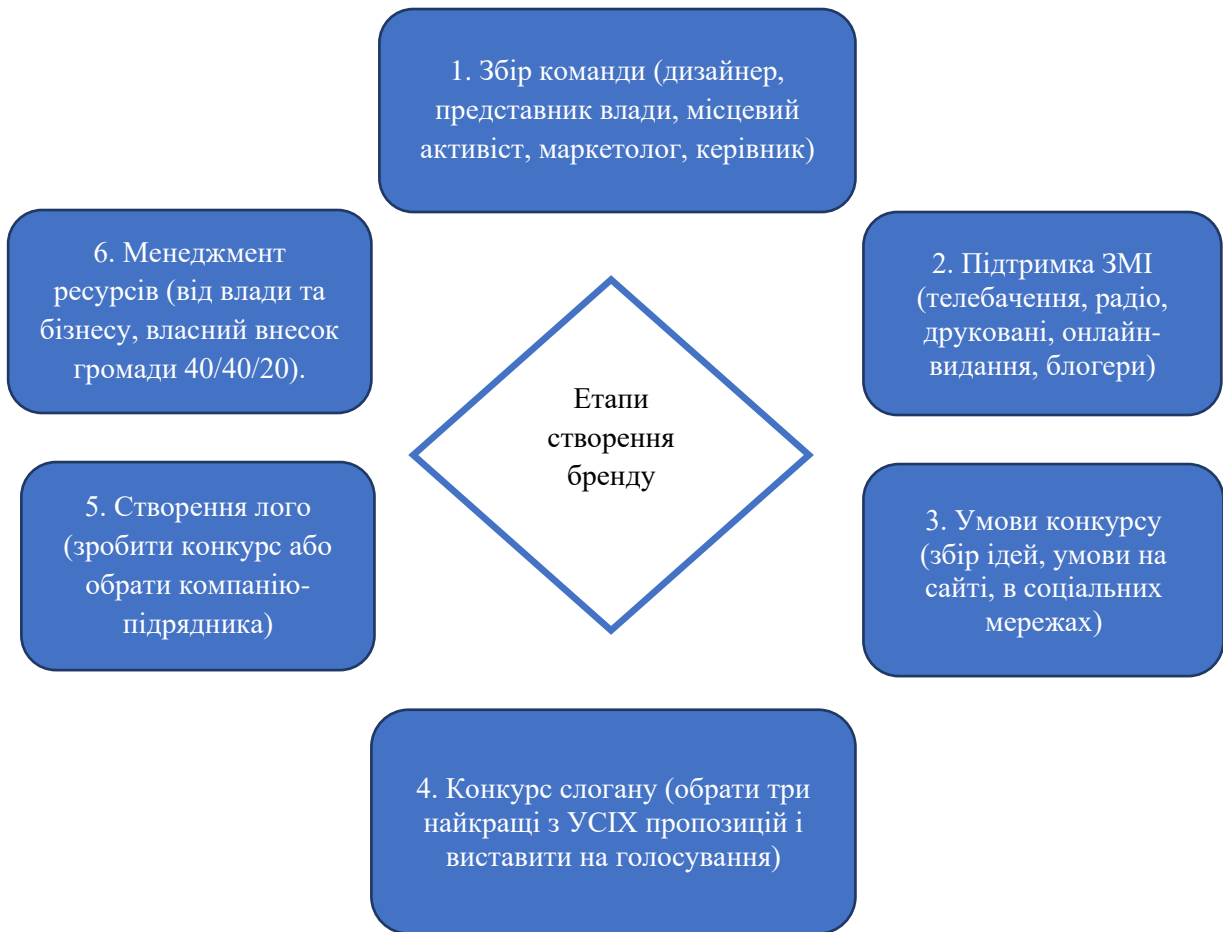 1. Збір команди (дизайнер,
представник влади, місцевий
активіст, маркетолог, керівник)
2. Підтримка ЗМІ
(телебачення, радіо,
друковані, онлайн-
видання, блогери)
3. Умови конкурсу
(збір ідей, умови на
сайті, в соціальних
мережах)
4. Конкурс слогану (обрати три
найкращі з УСІХ пропозицій і
виставити на голосування)
5. Створення лого
(зробити конкурс або
обрати компанію-
підрядника)
6. Менеджмент
ресурсів (від влади та
бізнесу, власний внесок
громади 40/40/20).
Етапи
створення
бренду